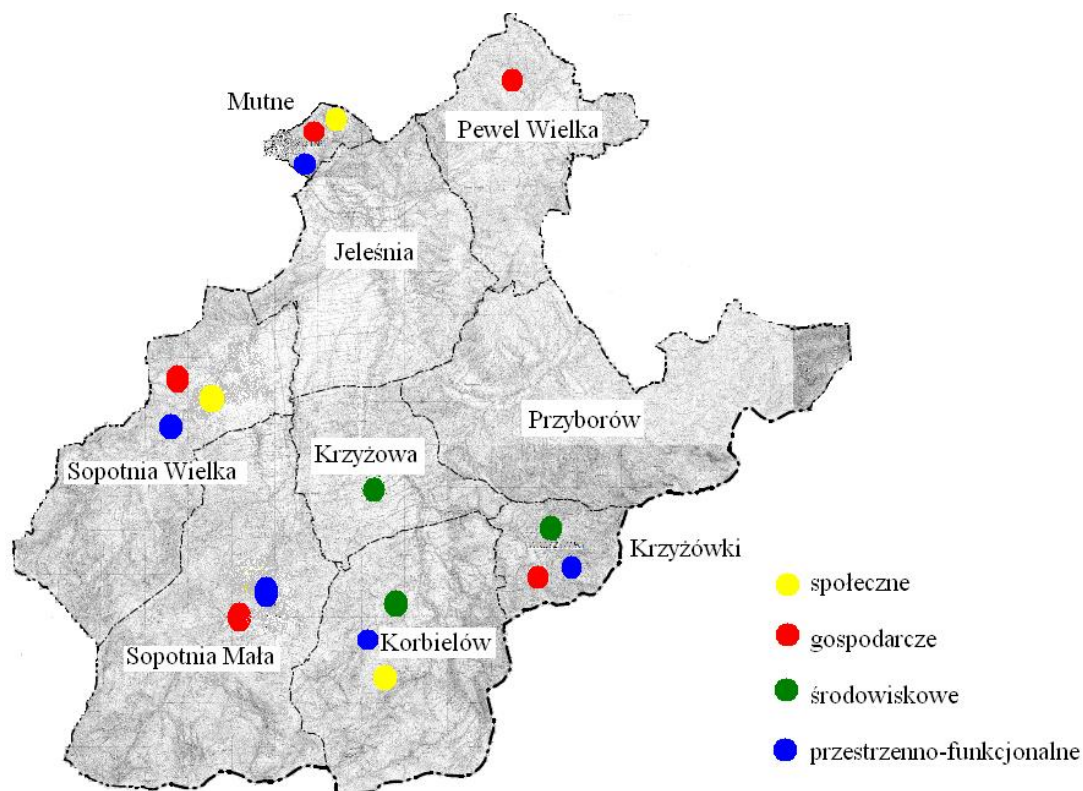 Mutne
Pewel Wielka
Jeleśnia
Przyborów
Krzyżowa
Sopotnia Wielka
Krzyżówki
społeczne
gospodarcze
Korbielów
Sopotnia Mała
środowiskowe
przestrzenno-funkcjonalne